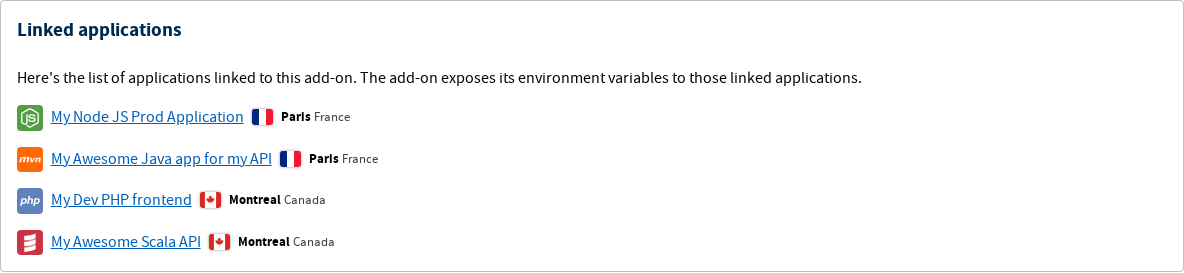 Linked applications
Here's the list of applications linked to this add-on. The add-on exposes its environment variables to those linked applications.
JS My Node JS Prod Application Paris France
mvn My Awesome Java app for my API Paris France
php My Dev PHP frontend Montreal Canada
My Awesome Scala API Montreal Canada